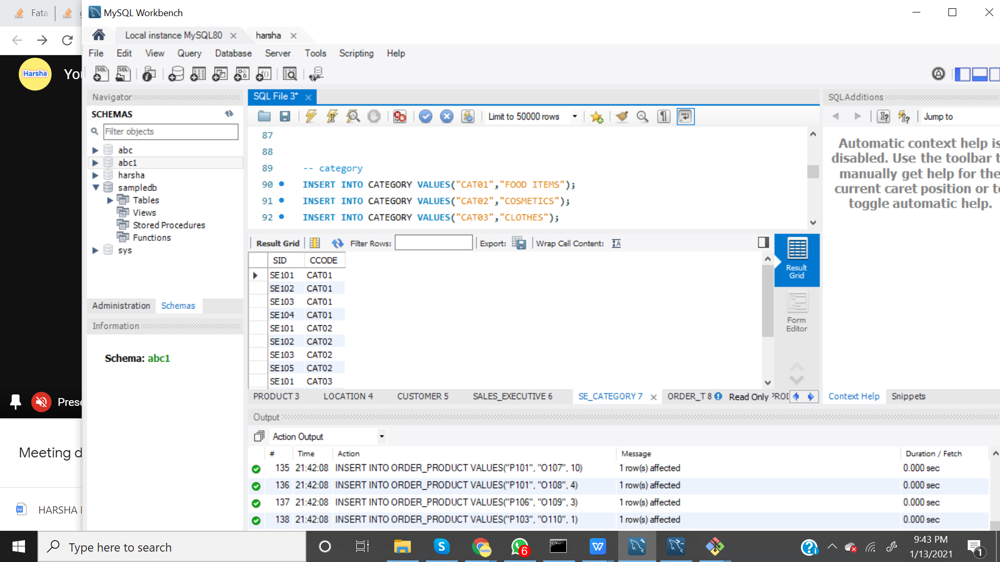 Fata
MySQL Workbench
Local instance MySQL80
harsha
File Edit View Query Database Server Tools Scripting Help
Harsha
You
Navigator
SCHEMAS
Filter objects
abc
abc1
harsha
sampledb
Tables
Views
Stored Procedures
Functions
sys
Administration Schemas
Information
Schema: abc1
SQL File 3*
Limit to 50000 rows
87
88
89 -- category
90 INSERT INTO CATEGORY VALUES("CAT01","FOOD ITEMS");
91 INSERT INTO CATEGORY VALUES("CAT02","COSMETICS");
92 INSERT INTO CATEGORY VALUES("CAT03","CLOTHES");
Result Grid Filter Rows: Export: Wrap Cell Content:
SID CCODE
SE101 CAT01
SE102 CAT01
SE103 CAT01
SE104 CAT01
SE101 CAT02
SE102 CAT02
SE103 CAT02
SE105 CAT02
SE101 CAT03
Result
Grid
Form
Editor
PRODUCT 3 LOCATION 4 CUSTOMER 5 SALES_EXECUTIVE 6 SE_CATEGORY 7 ORDER_T 8 Read Only PROD
SQLAdditions
Jump to
Automatic context help is
disabled. Use the toolbar t
manually get help for the
current caret position or to
toggle automatic help.
Context Help Snippets
Output
Action Output
# Time Action Message Duration / Fetch
135 21:42:08 INSERT INTO ORDER_PRODUCT VALUES("P101", "O107", 10) 1 row(s) affected 0.000 sec
136 21:42:08 INSERT INTO ORDER_PRODUCT VALUES("P101", "O108", 4) 1 row(s) affected 0.000 sec
137 21:42:08 INSERT INTO ORDER_PRODUCT VALUES("P106", "O109", 3) 1 row(s) affected 0.000 sec
138 21:42:08 INSERT INTO ORDER_PRODUCT VALUES("P103", "O110", 1) 1 row(s) affected 0.000 sec
Prese
Meeting d
HARSHA
Type here to search
6
9:43 PM
1/13/2021
1